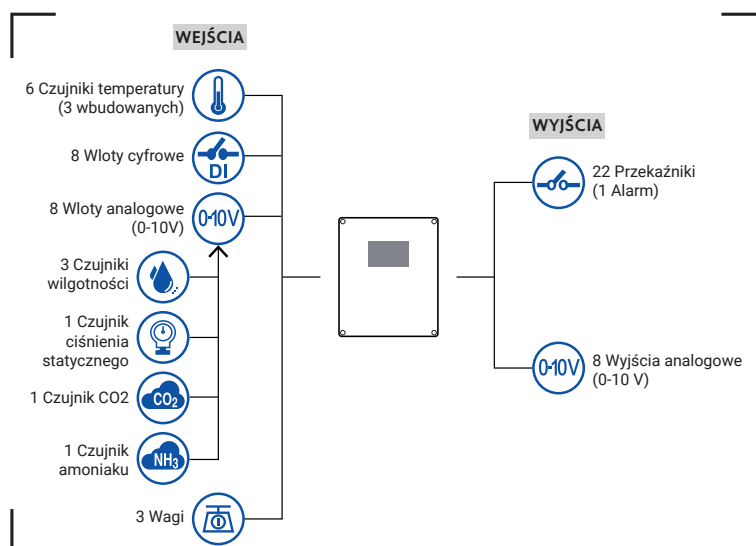 WEJŚCIA
6 Czujniki temperatury
(3 wbudowanych)
8 Wloty cyfrowe
DI
8 Wloty analogowe
(0-10V)
0-10V
3 Czujniki
wilgotności
1 Czujnik
ciśnienia
statycznego
1 Czujnik CO2
CO₂
1 Czujnik
amoniaku
NH₃
3 Wagi
WYJŚCIA
22 Przekaźniki
(1 Alarm)
0-10V
8 Wyjścia analogowe
(0-10 V)